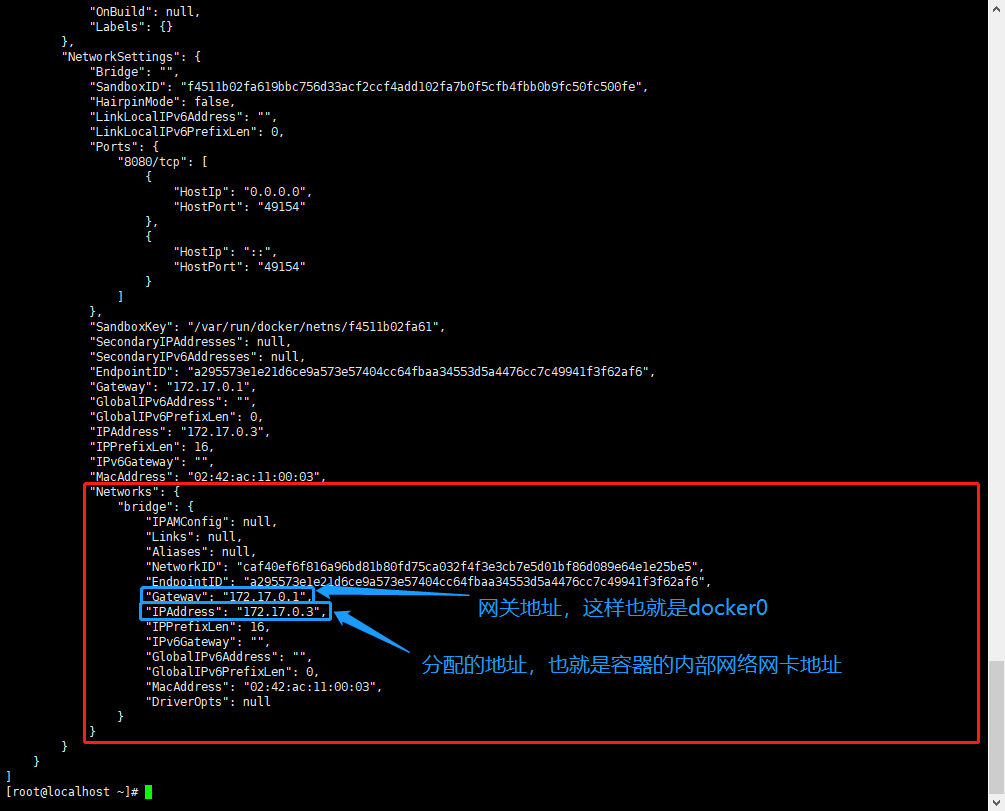 "OnBuild": null,
"Labels": {}
},
"NetworkSettings": {
"Bridge": "",
"SandboxID": "f4511b02fa619bbc756d33acf2ccf4add102fa7b0f5cfb4fbb0b9fc50fc500fe",
"HairpinMode": false,
"LinkLocalIPv6Address": "",
"LinkLocalIPv6PrefixLen": 0,
"Ports": {
"8080/tcp": [
{
"HostIp": "0.0.0.0",
"HostPort": "49154"
},
{
"HostIp": "::",
"HostPort": "49154"
}
]
},
"SandboxKey": "/var/run/docker/netns/f4511b02fa61",
"SecondaryIPAddresses": null,
"SecondaryIPv6Addresses": null,
"EndpointID": "a295573e1e21d6ce9a573e57404cc64fbaa34553d5a4476cc7c49941f3f62af6",
"Gateway": "172.17.0.1",
"GlobalIPv6Address": "",
"GlobalIPv6PrefixLen": 0,
"IPAddress": "172.17.0.3",
"IPPrefixLen": 16,
"IPv6Gateway": "",
"MacAddress": "02:42:ac:11:00:03",
"Networks": {
"bridge": {
"IPAMConfig": null,
"Links": null,
"Aliases": null,
"NetworkID": "caf40ef6f816a96bd81b80fd75ca032f4f3e3cb7e5d01bf86d089e64e1e25be5",
"EndpointID": "a295573e1e21d6ce9a573e57404cc64fbaa34553d5a4476cc7c49941f3f62af6",
"Gateway": "172.17.0.1",
网关地址，这样也就是docker0
"IPAddress": "172.17.0.3",
"IPPrefixLen": 16,
"IPv6Gateway": "",
"GlobalIPv6Address": "",
分配的地址，也就是容器的内部网络网卡地址
"GlobalIPv6PrefixLen": 0,
"MacAddress": "02:42:ac:11:00:03",
"DriverOpts": null
}
}
}
}
]
[root@localhost ~]#